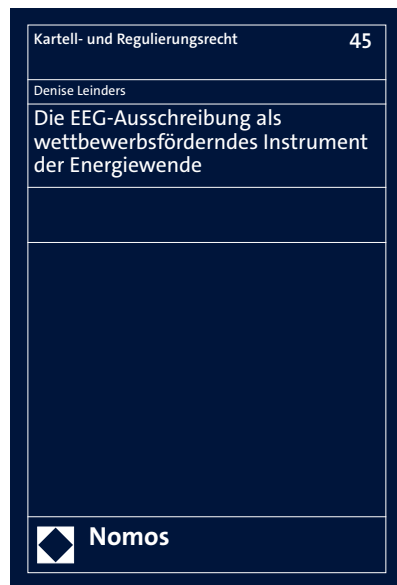 Kartell- und Regulierungsrecht 45
Denise Leinders
Die EEG-Ausschreibung als
wettbewerbsförderndes Instrument
der Energiewende
Nomos